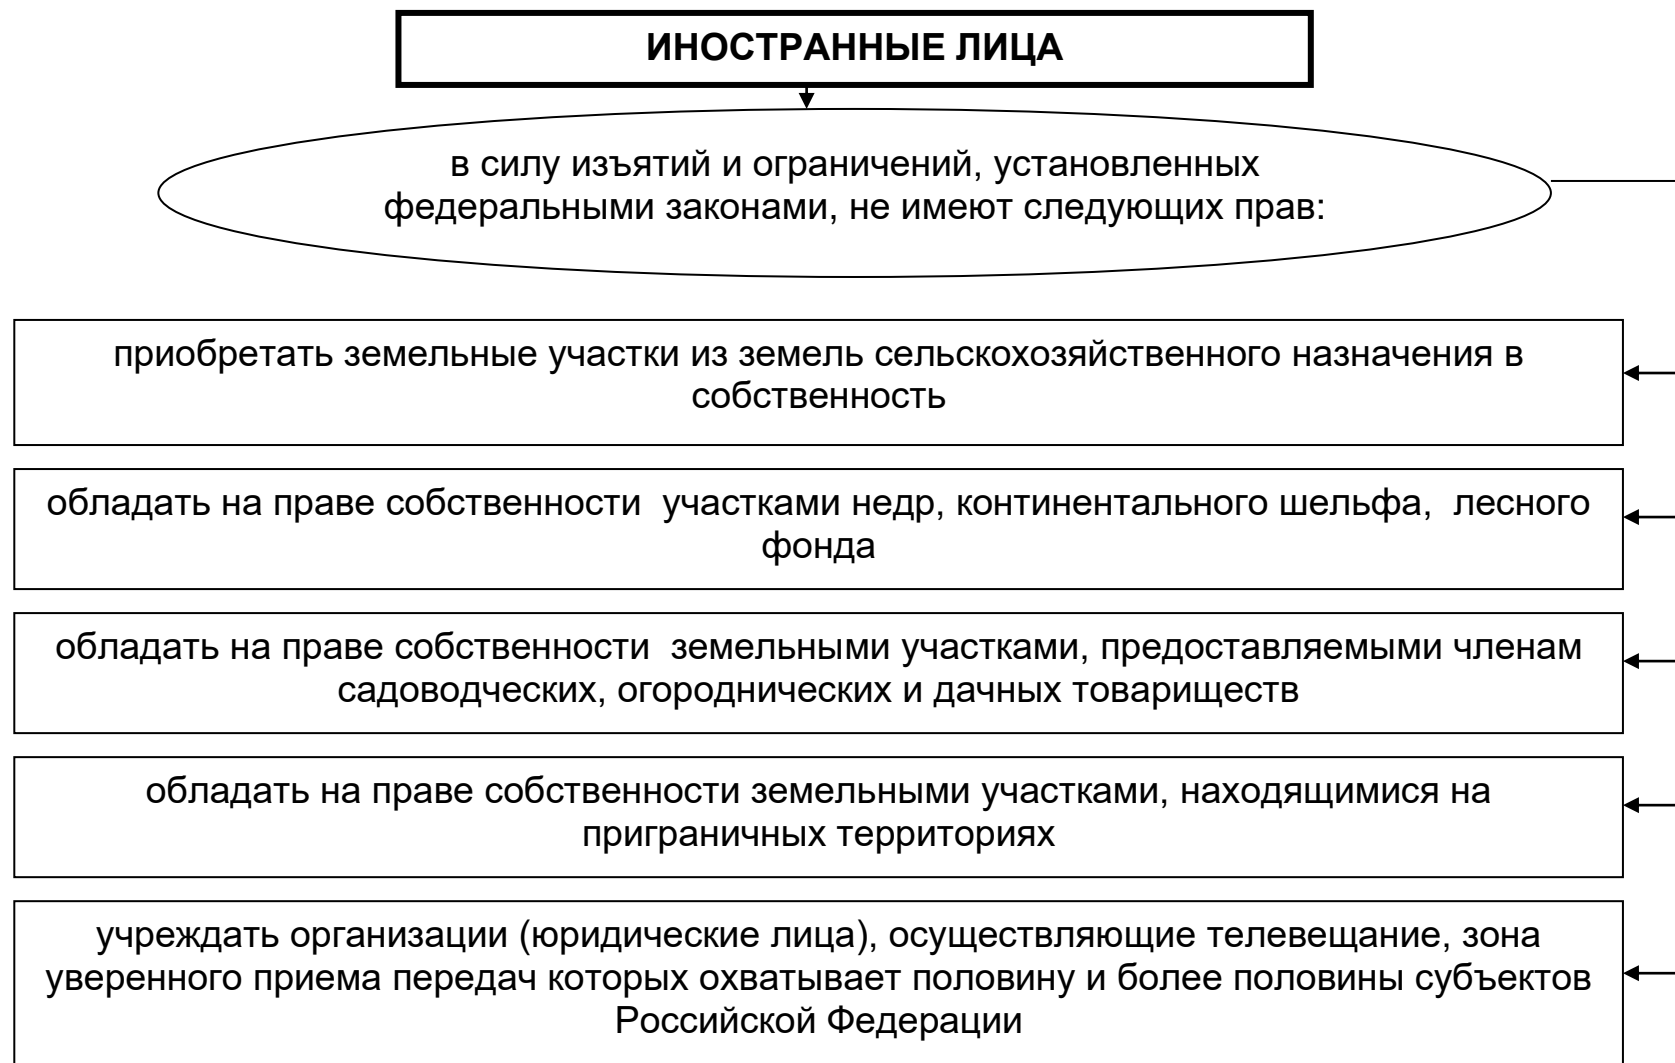 ИНОСТРАННЫЕ ЛИЦА
в силу изъятий и ограничений, установленных
федеральными законами, не имеют следующих прав:
приобретать земельные участки из земель сельскохозяйственного назначения в
собственность
обладать на праве собственности  участками недр, континентального шельфа,  лесного
фонда
обладать на праве собственности  земельными участками, предоставляемыми членам
садоводческих, огороднических и дачных товариществ
обладать на праве собственности земельными участками, находящимися на
приграничных территориях
учреждать организации (юридические лица), осуществляющие телевещание, зона
уверенного приема передач которых охватывает половину и более половины субъектов
Российской Федерации